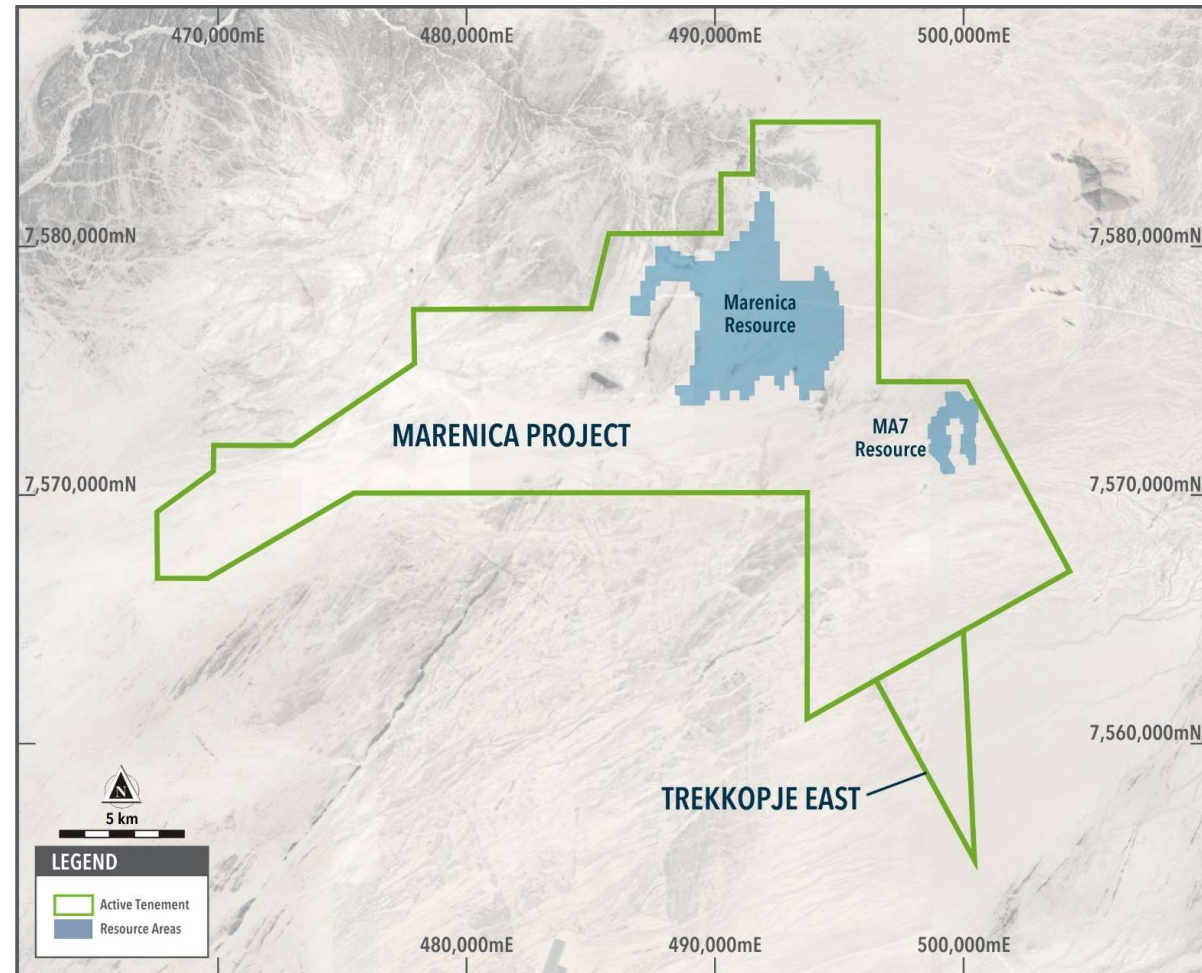 470,000mE
480,000mE
490,000mE
500,000mE
7,580,000mN
7,580,000mN
Marenica
Resource
MARENICA PROJECT
MA7
Resource
7,570,000mN
7,570,000mN
7,560,000mN
TREKKOPJE EAST
N
5 km
LEGEND
Active Tenement
Resource Areas
480,000mE
490,000mE
500,000mE